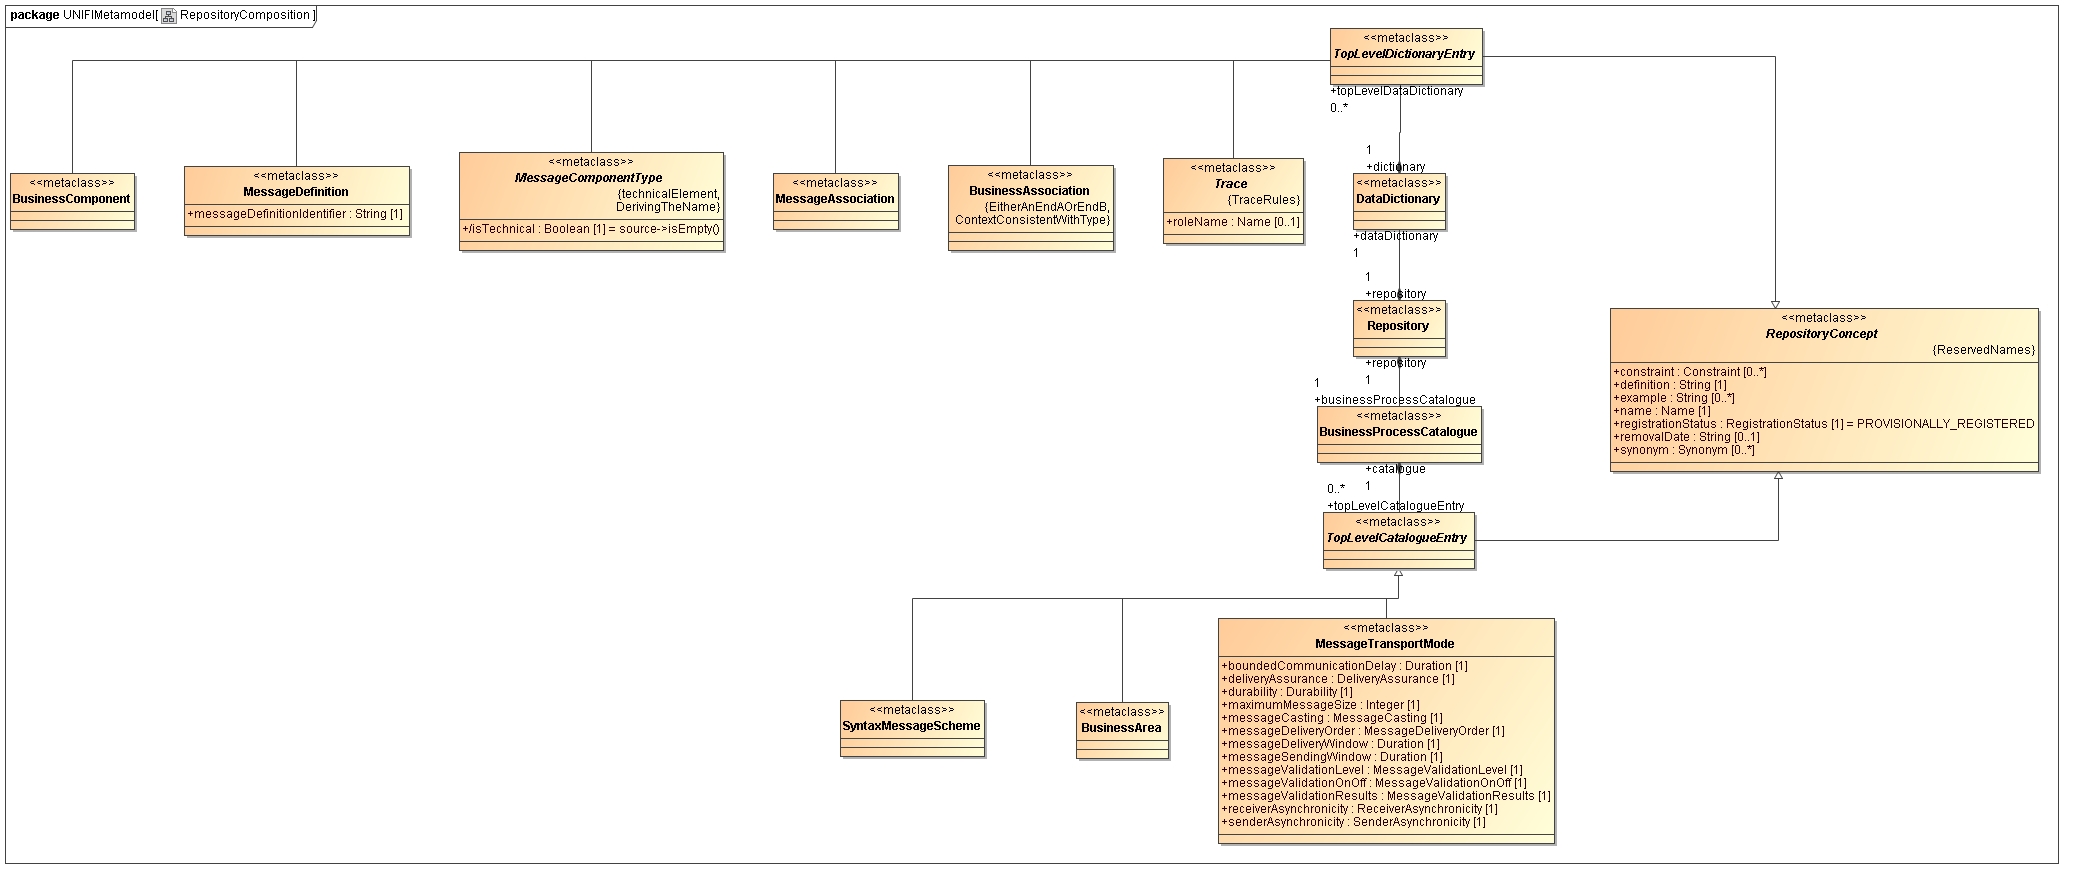 package UNIFIMetamodel[ RepositoryComposition ]
<<metaclass>>
TopLevelDictionaryEntry
+topLevelDataDictionary
0..*
1
+dictionary
<<metaclass>>
BusinessComponent
<<metaclass>>
MessageDefinition
+messageDefinitionIdentifier : String [1]
<<metaclass>>
MessageComponentType
{technicalElement,
DerivingTheName}
+/isTechnical : Boolean [1] = source->isEmpty()
<<metaclass>>
MessageAssociation
<<metaclass>>
BusinessAssociation
{EitherAnEndAOrEndB,
ContextConsistentWithType}
<<metaclass>>
Trace
{TraceRules}
+roleName : Name [0..1]
<<metaclass>>
DataDictionary
+dataDictionary
1
1
+repository
<<metaclass>>
Repository
+repository
1
1
+businessProcessCatalogue
<<metaclass>>
BusinessProcessCatalogue
+catalogue
1
0..*
+topLevelCatalogueEntry
<<metaclass>>
TopLevelCatalogueEntry
<<metaclass>>
RepositoryConcept
{ReservedNames}
+constraint : Constraint [0..*]
+definition : String [1]
+example : String [0..*]
+name : Name [1]
+registrationStatus : RegistrationStatus [1] = PROVISIONALLY_REGISTERED
+removalDate : String [0..1]
+synonym : Synonym [0..*]
<<metaclass>>
SyntaxMessageScheme
<<metaclass>>
BusinessArea
<<metaclass>>
MessageTransportMode
+boundedCommunicationDelay : Duration [1]
+deliveryAssurance : DeliveryAssurance [1]
+durability : Durability [1]
+maximumMessageSize : Integer [1]
+messageCasting : MessageCasting [1]
+messageDeliveryOrder : MessageDeliveryOrder [1]
+messageDeliveryWindow : Duration [1]
+messageSendingWindow : Duration [1]
+messageValidationLevel : MessageValidationLevel [1]
+messageValidationOnOff : MessageValidationOnOff [1]
+messageValidationResults : MessageValidationResults [1]
+receiverAsynchronicity : ReceiverAsynchronicity [1]
+senderAsynchronicity : SenderAsynchronicity [1]